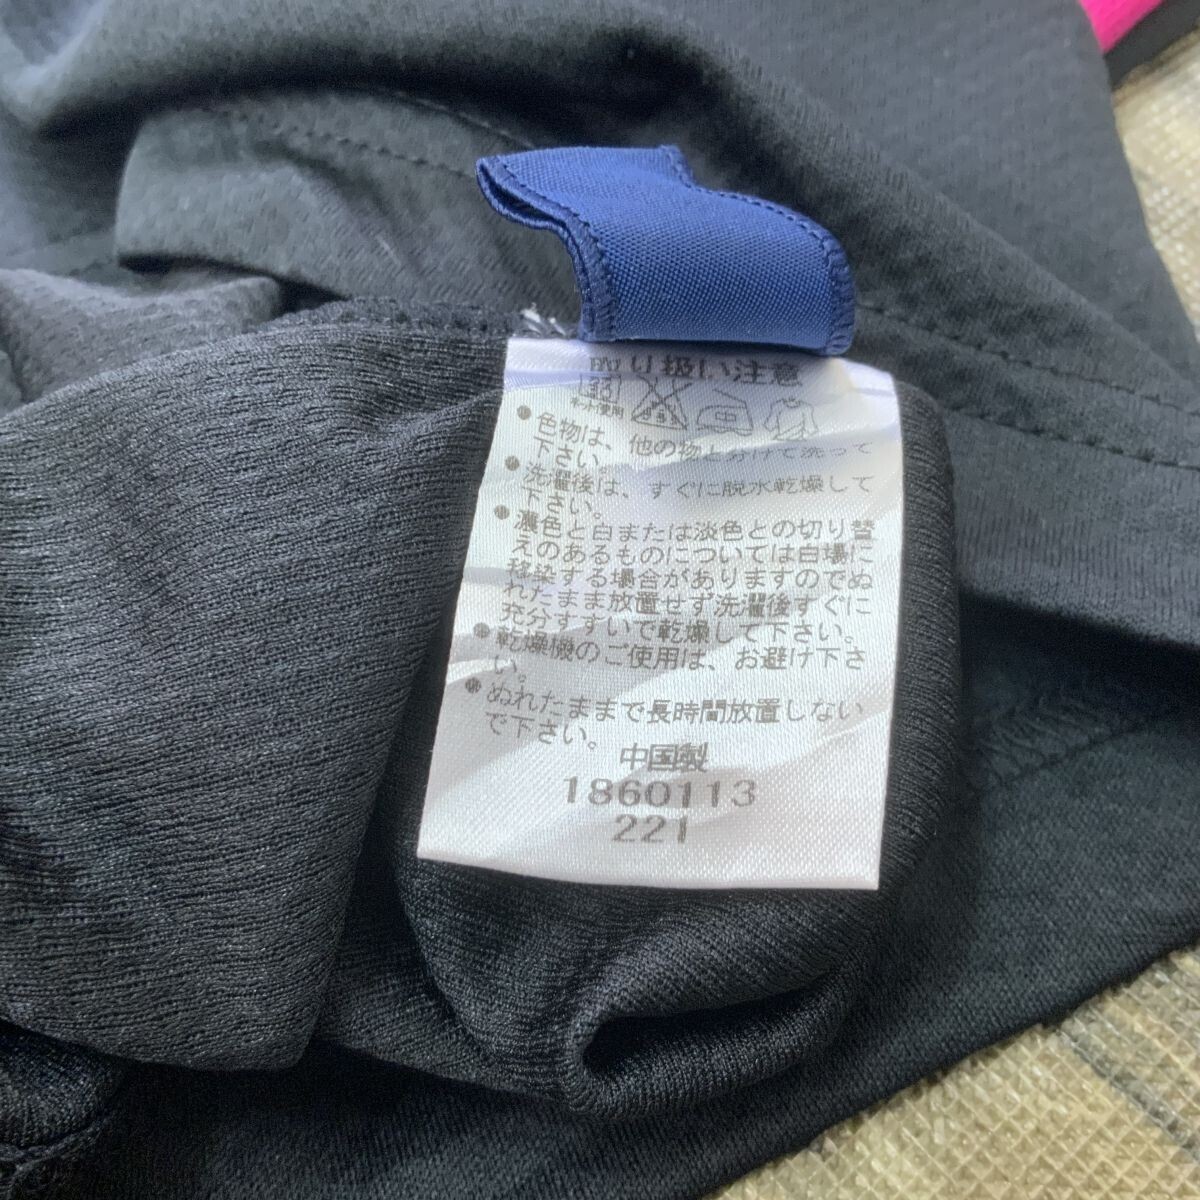 取り扱い注意
ネット使用
● 色物は、他の物と分けて洗って
下さい。
● 洗濯後は、すぐに脱水乾燥して
下さい。
● 濃色と白または淡色との切り替
えのあるものについては白場に
移染する場合がありますのでぬ
れたまま放置せず洗濯後すぐに
充分すすいで乾燥して下さい。
● 乾燥機のご使用は、お避け下さ
い。
● ぬれたままで長時間放置しない
で下さい。
中国製
1860113
221